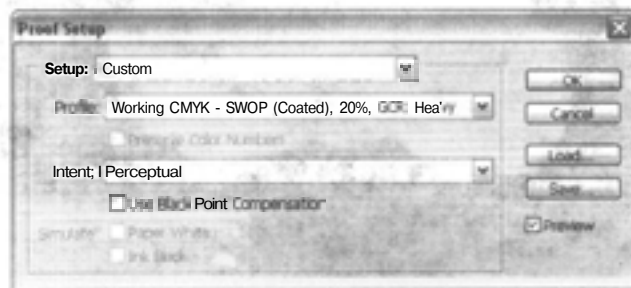 Proof Setup
Setup: Custom
Profile: Working CMYK - SWOP (Coated), 20%, GCR, Heavy
Preserve Color Numbers
Intent; I Perceptual
Use Black Point Compensation
Simulate: Paper White
Ink Black
OK
Cancel
Load...
Save...
Preview